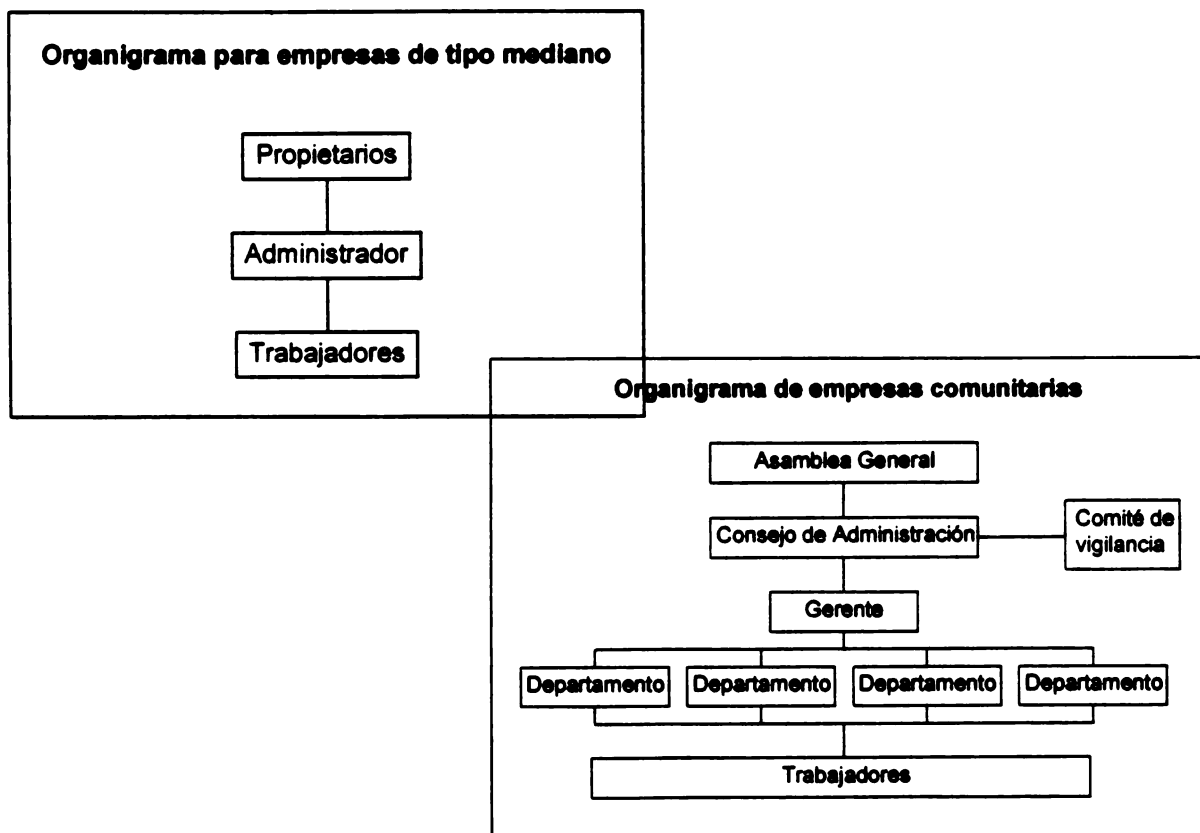 Organigrama para empresas de tipo mediano
Propietarios
Administrador
Trabajadores
Organigrama de empresas comunitarias
Asamblea General
Consejo de Administración
Comité de
vigilancia
Gerente
Departamento Departamento Departamento Departamento
Trabajadores